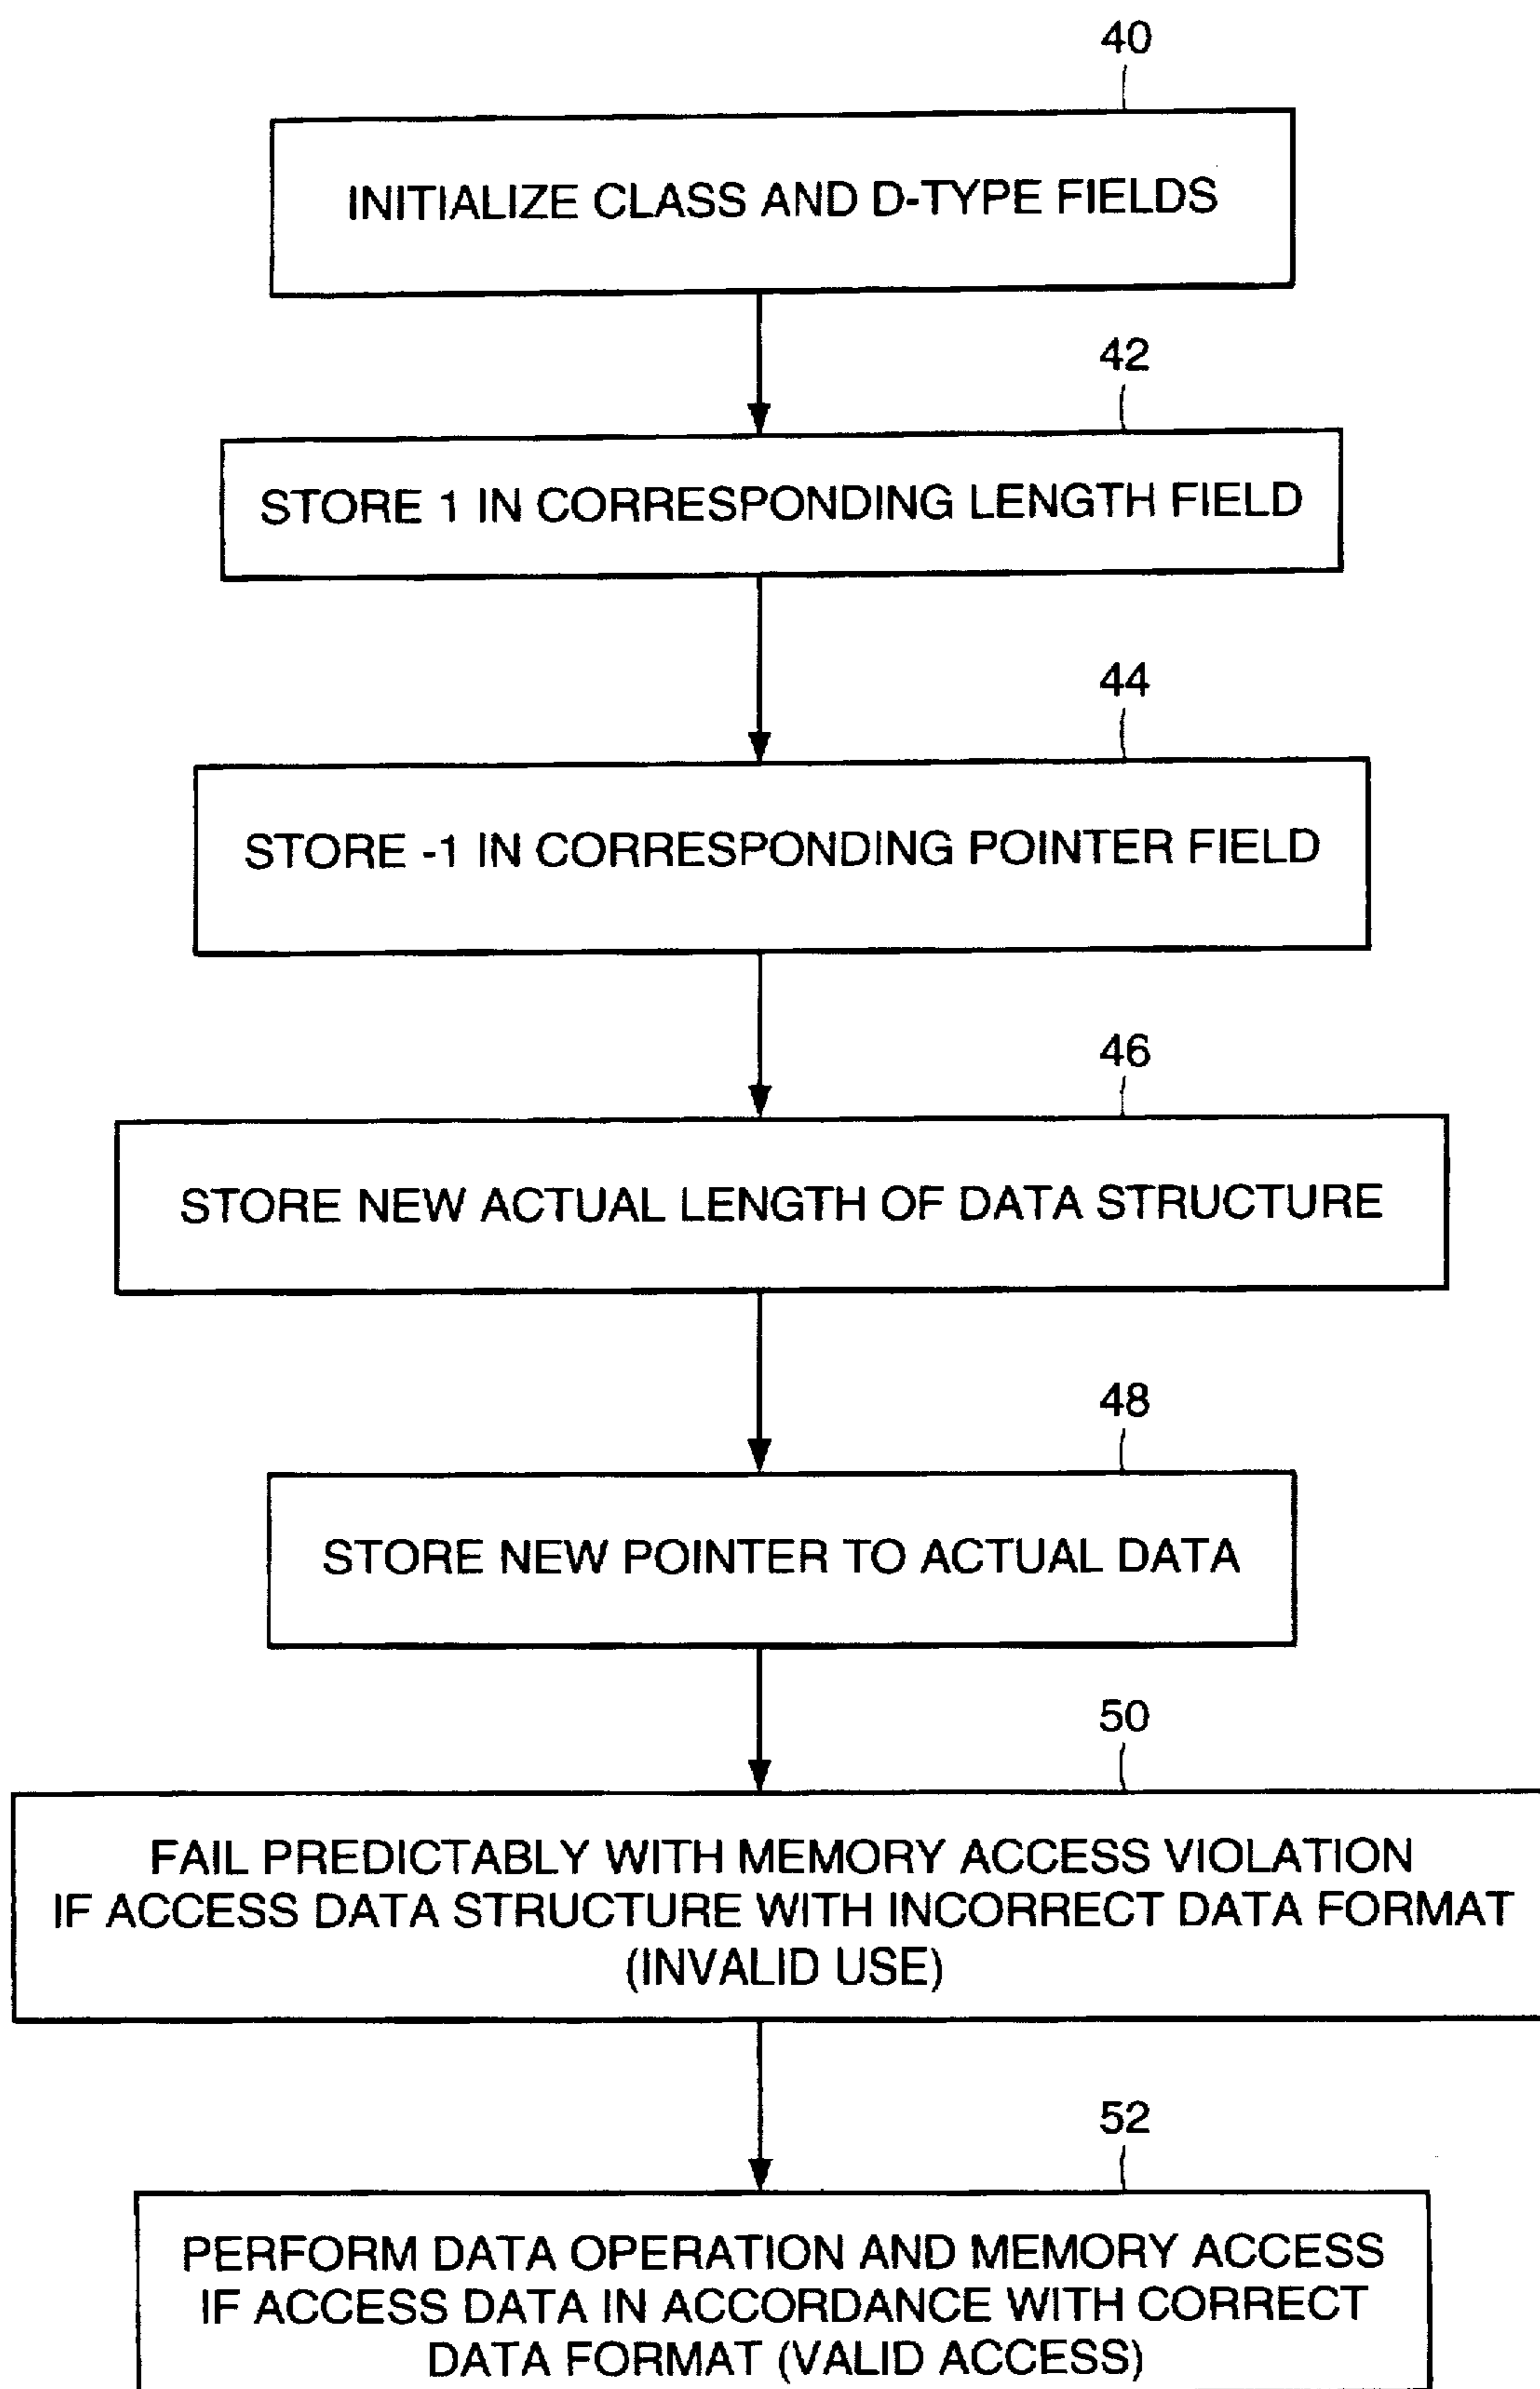 40
INITIALIZE CLASS AND D-TYPE FIELDS
42
STORE 1 IN CORRESPONDING LENGTH FIELD
44
STORE -1 IN CORRESPONDING POINTER FIELD
46
STORE NEW ACTUAL LENGTH OF DATA STRUCTURE
48
STORE NEW POINTER TO ACTUAL DATA
50
FAIL PREDICTABLY WITH MEMORY ACCESS VIOLATION
IF ACCESS DATA STRUCTURE WITH INCORRECT DATA FORMAT
(INVALID USE)
52
PERFORM DATA OPERATION AND MEMORY ACCESS
IF ACCESS DATA IN ACCORDANCE WITH CORRECT
DATA FORMAT (VALID ACCESS)